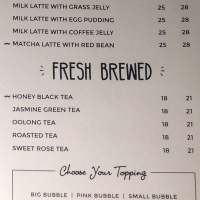 MILK LATTE WITH GRASS JELLY 25 28
MILK LATTE WITH EGG PUDDING 25 28
MILK LATTE WITH COFFEE JELLY 25 28
MATCHA LATTE WITH RED BEAN 25 28
FRESH BREWED
HONEY BLACK TEA 18 21
JASMINE GREEN TEA 18 21
OOLONG TEA 18 21
ROASTED TEA 18 21
SWEET ROSE TEA 18 21
Choose Your Topping
BIG BUBBLE | PINK BUBBLE | SMALL BUBBLE